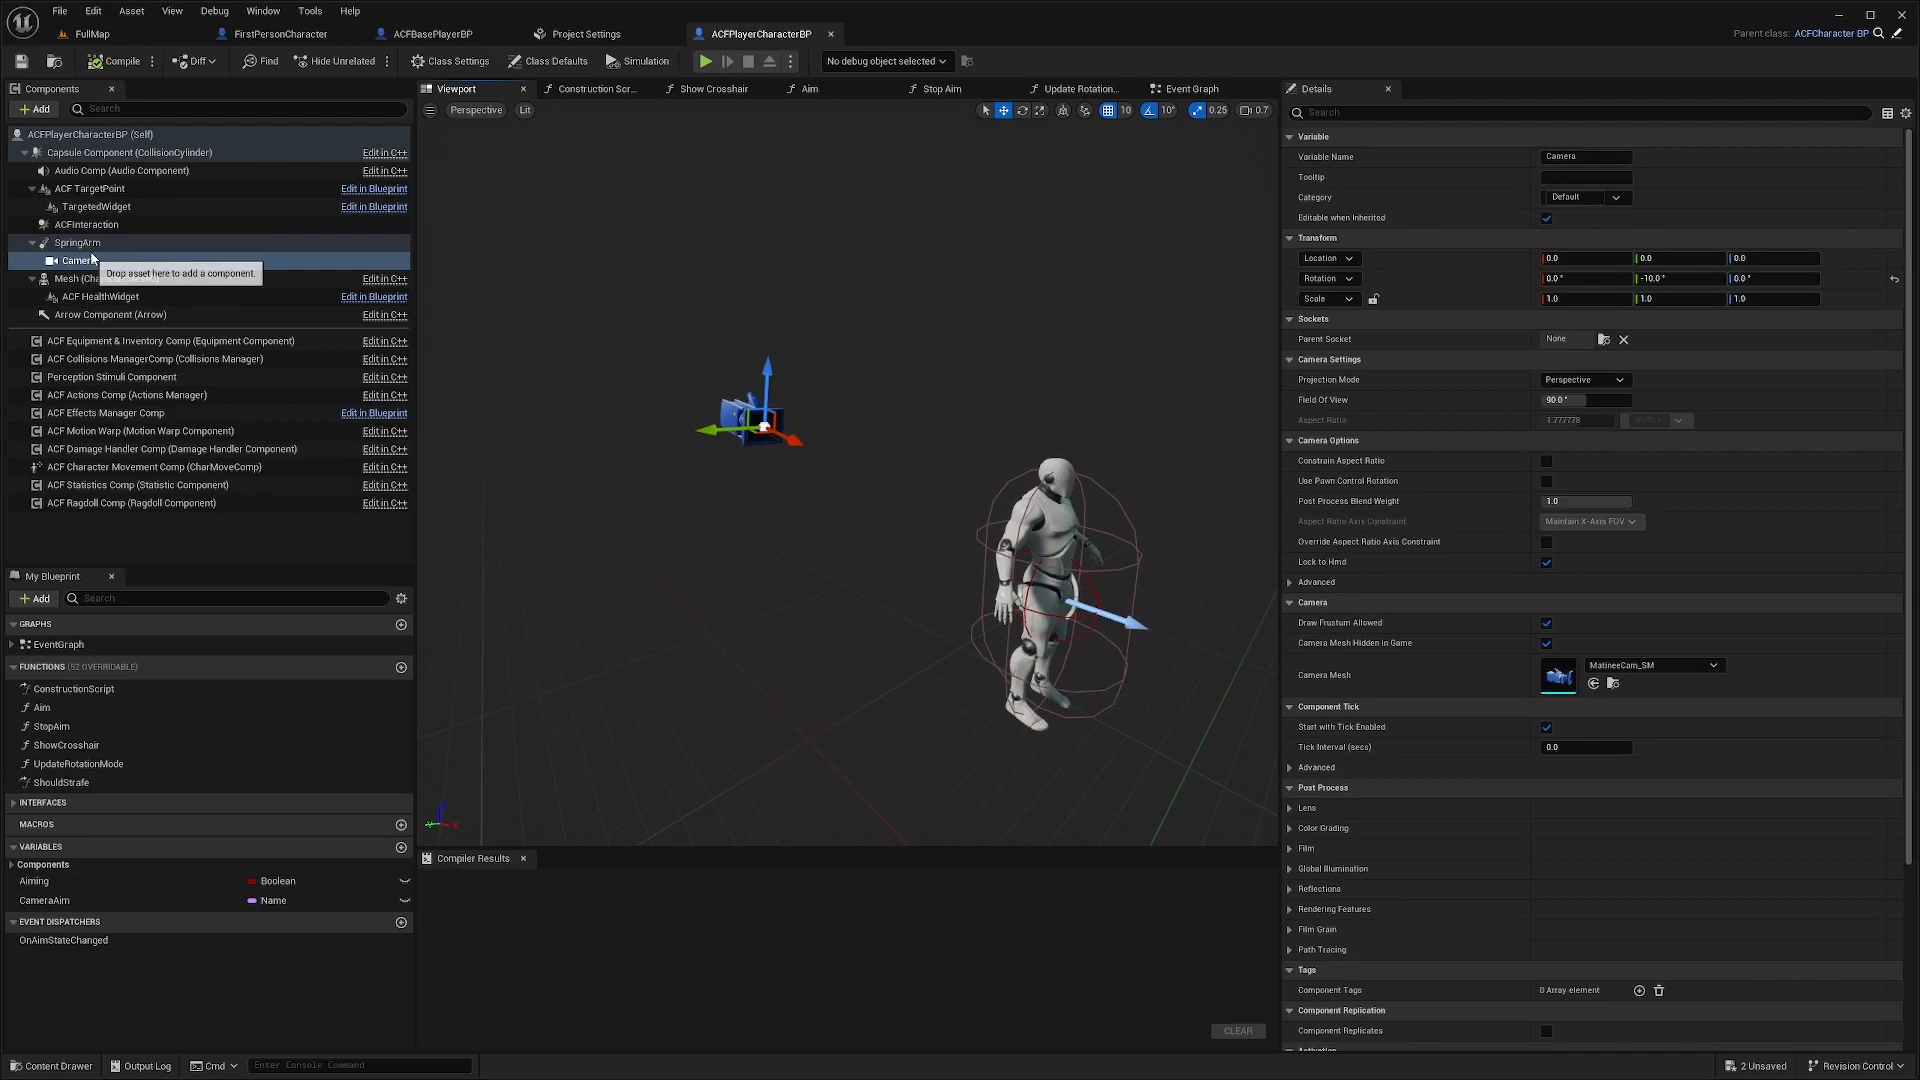 File Edit Asset View Debug Window Tools Help
FullMap FirstPersonCharacter ACFBasePlayerBP Project Settings ACFPlayerCharacterBP
Parent class: ACFCharacter BP
Compile Diff Find Hide Unrelated Class Settings Class Defaults Simulation No debug object selected
Components
Add Search
ACFPlayerCharacterBP (Self)
Capsule Component (CollisionCylinder) Edit in C++
Audio Comp (Audio Component) Edit in C++
ACF TargetPoint Edit in Blueprint
TargetedWidget Edit in Blueprint
ACFInteraction
SpringArm
Camera
Drop asset here to add a component.
Mesh Edit in C++
ACF HealthWidget Edit in Blueprint
Arrow Component (Arrow) Edit in C++
ACF Equipment & Inventory Comp (Equipment Component) Edit in C++
ACF Collisions ManagerComp (Collisions Manager) Edit in C++
Perception Stimuli Component Edit in C++
ACF Actions Comp (Actions Manager) Edit in C++
ACF Effects Manager Comp Edit in Blueprint
ACF Motion Warp (Motion Warp Component) Edit in C++
ACF Damage Handler Comp (Damage Handler Component) Edit in C++
ACF Character Movement Comp (CharMoveComp) Edit in C++
ACF Statistics Comp (Statistic Component) Edit in C++
ACF Ragdoll Comp (Ragdoll Component) Edit in C++
My Blueprint
Add Search
GRAPHS
EventGraph
FUNCTIONS (52 OVERRIDABLE)
ConstructionScript
Aim
StopAim
ShowCrosshair
UpdateRotationMode
ShouldStrafe
INTERFACES
MACROS
VARIABLES
Components
Aiming Boolean
CameraAim Name
EVENT DISPATCHERS
OnAimStateChanged
Viewport Construction Scr... Show Crosshair Aim Stop Aim Update Rotation... Event Graph
Perspective Lit 10 10° 0.25 0.7
Compiler Results
CLEAR
Details
Search
Variable
Variable Name Camera
Tooltip
Category Default
Editable when Inherited
Transform
Location 0.0 0.0 0.0
Rotation 0.0 ° -10.0 ° 0.0 °
Scale 1.0 1.0 1.0
Sockets
Parent Socket None
Camera Settings
Projection Mode Perspective
Field Of View 90.0 °
Aspect Ratio 1.777778
Camera Options
Constrain Aspect Ratio
Use Pawn Control Rotation
Post Process Blend Weight 1.0
Aspect Ratio Axis Constraint Maintain X-Axis FOV
Override Aspect Ratio Axis Constraint
Lock to Hmd
Advanced
Camera
Draw Frustum Allowed
Camera Mesh Hidden in Game
Camera Mesh MatineeCam_SM
Component Tick
Start with Tick Enabled
Tick Interval (secs) 0.0
Advanced
Post Process
Lens
Color Grading
Film
Global Illumination
Reflections
Rendering Features
Film Grain
Path Tracing
Tags
Component Tags 0 Array element
Component Replication
Component Replicates
Content Drawer Output Log Cmd Enter Console Command 2 Unsaved Revision Control